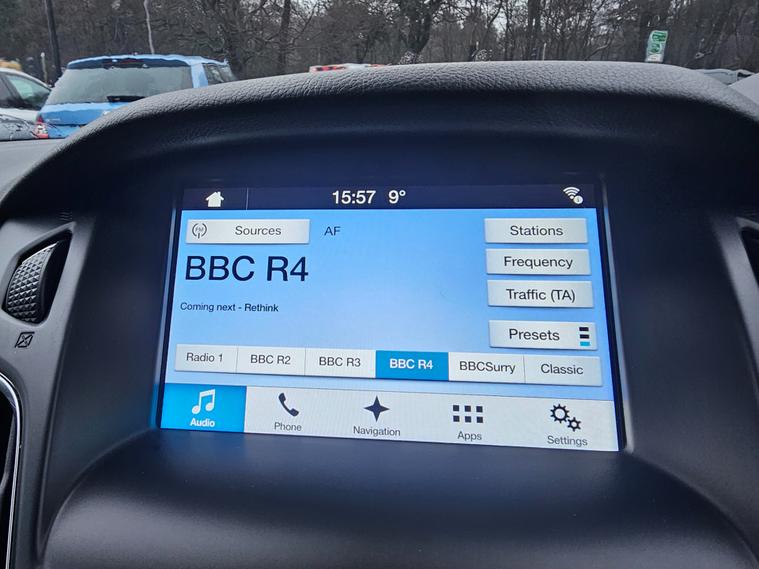 15:57 9°
FM Sources AF Stations
BBC R4
Frequency
Traffic (TA)
Coming next - Rethink
Presets
Radio 1 BBC R2 BBC R3 BBC R4 BBCSurry Classic
Audio Phone Navigation Apps Settings